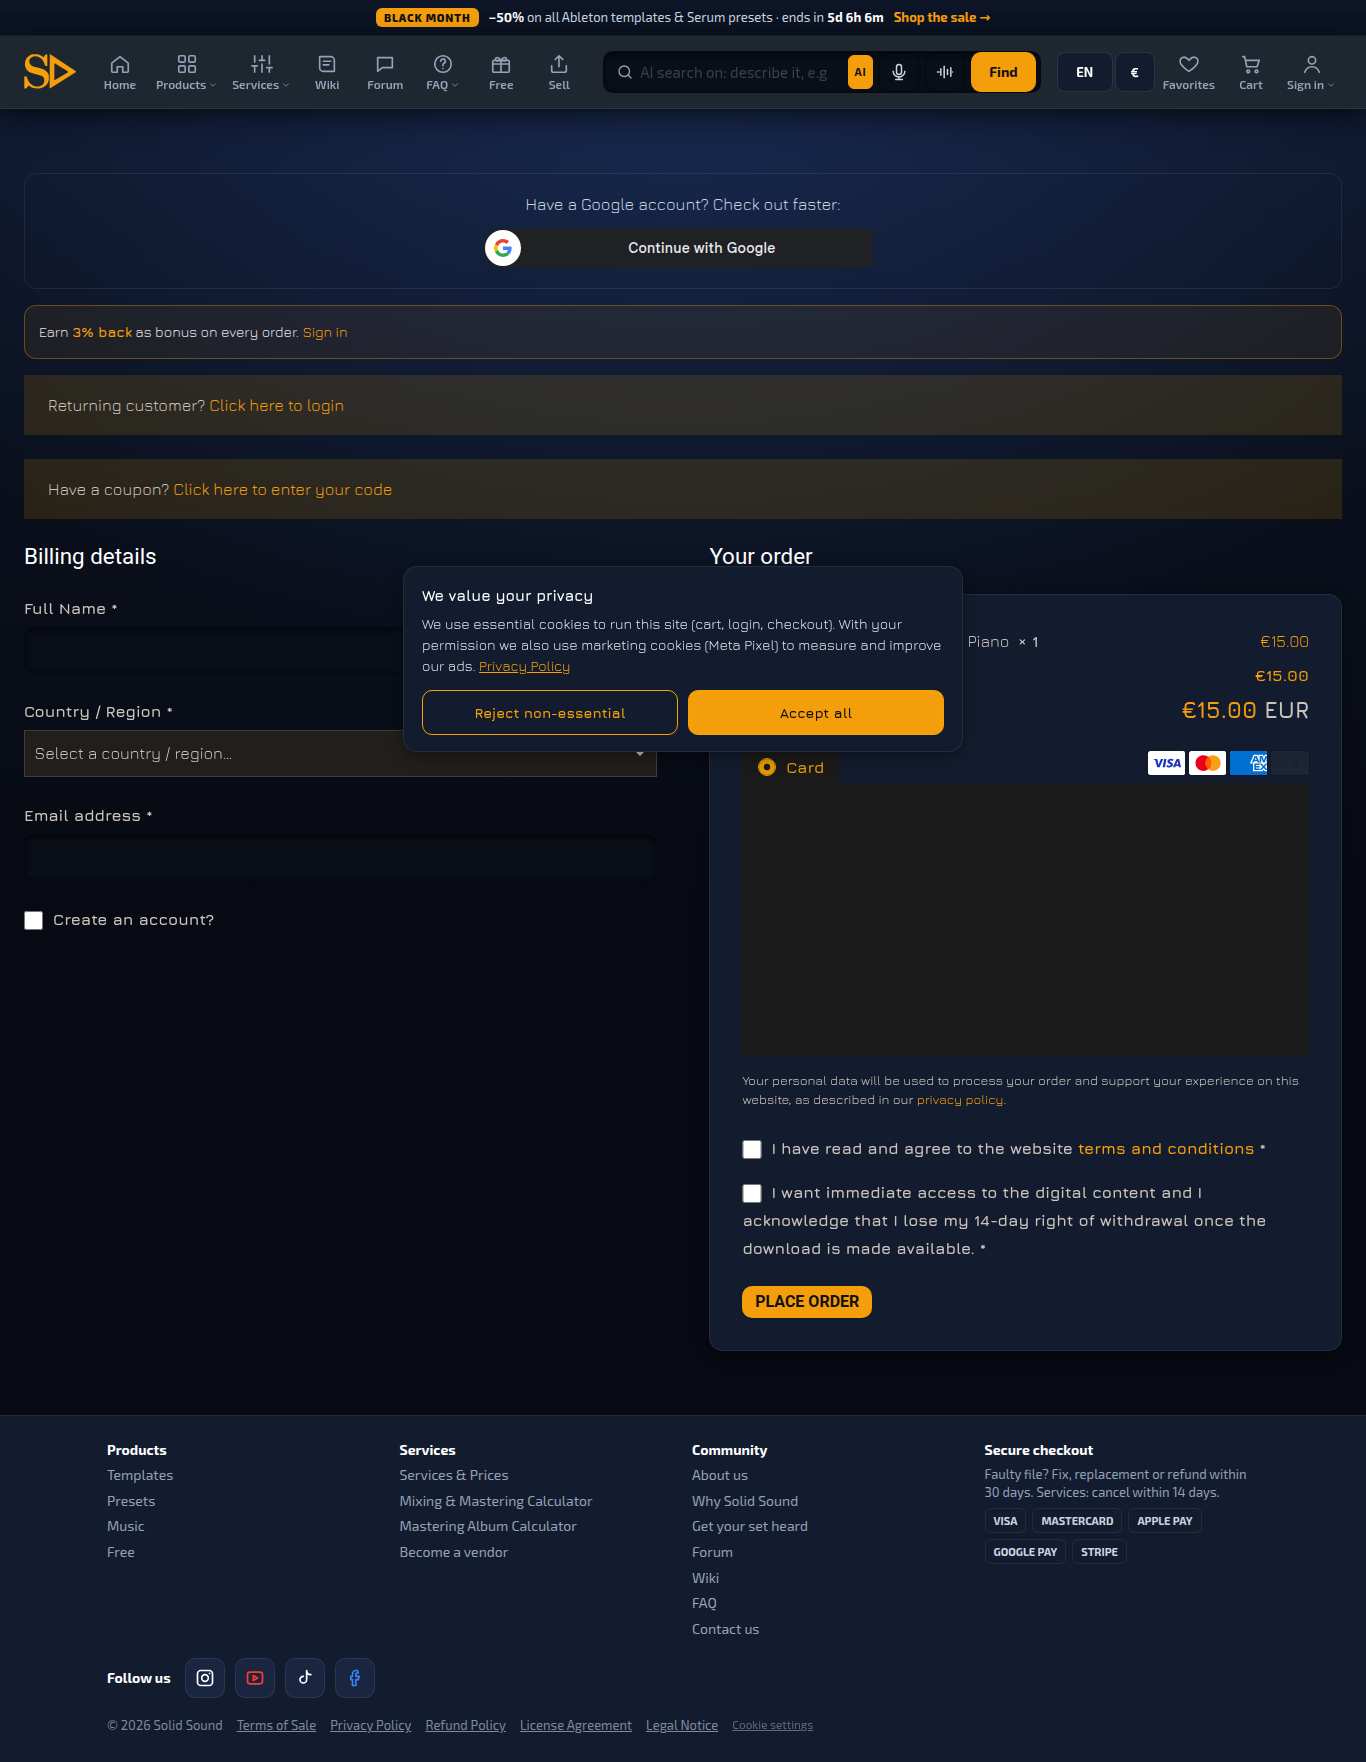 BLACK MONTH −50% on all Ableton templates & Serum presets · ends in 5d 6h 6m Shop the sale →
SD
Home
Products
Services
Wiki
Forum
FAQ
Free
Sell
AI search on: describe it, e.g
AI
Find
EN
€
Favorites
Cart
Sign in
Have a Google account? Check out faster:
Continue with Google
Earn 3% back as bonus on every order. Sign in
Returning customer? Click here to login
Have a coupon? Click here to enter your code
Billing details
Full Name *
Country / Region *
Select a country / region...
Email address *
Create an account?
Your order
Piano × 1 €15.00
€15.00
€15.00 EUR
We value your privacy
We use essential cookies to run this site (cart, login, checkout). With your
permission we also use marketing cookies (Meta Pixel) to measure and improve
our ads. Privacy Policy
Reject non-essential
Accept all
Card
VISA
AM
EX
Your personal data will be used to process your order and support your experience on this
website, as described in our privacy policy.
I have read and agree to the website terms and conditions *
I want immediate access to the digital content and I
acknowledge that I lose my 14-day right of withdrawal once the
download is made available. *
PLACE ORDER
Products
Templates
Presets
Music
Free
Services
Services & Prices
Mixing & Mastering Calculator
Mastering Album Calculator
Become a vendor
Community
About us
Why Solid Sound
Get your set heard
Forum
Wiki
FAQ
Contact us
Secure checkout
Faulty file? Fix, replacement or refund within
30 days. Services: cancel within 14 days.
VISA MASTERCARD APPLE PAY
GOOGLE PAY STRIPE
Follow us
© 2026 Solid Sound Terms of Sale Privacy Policy Refund Policy License Agreement Legal Notice Cookie settings